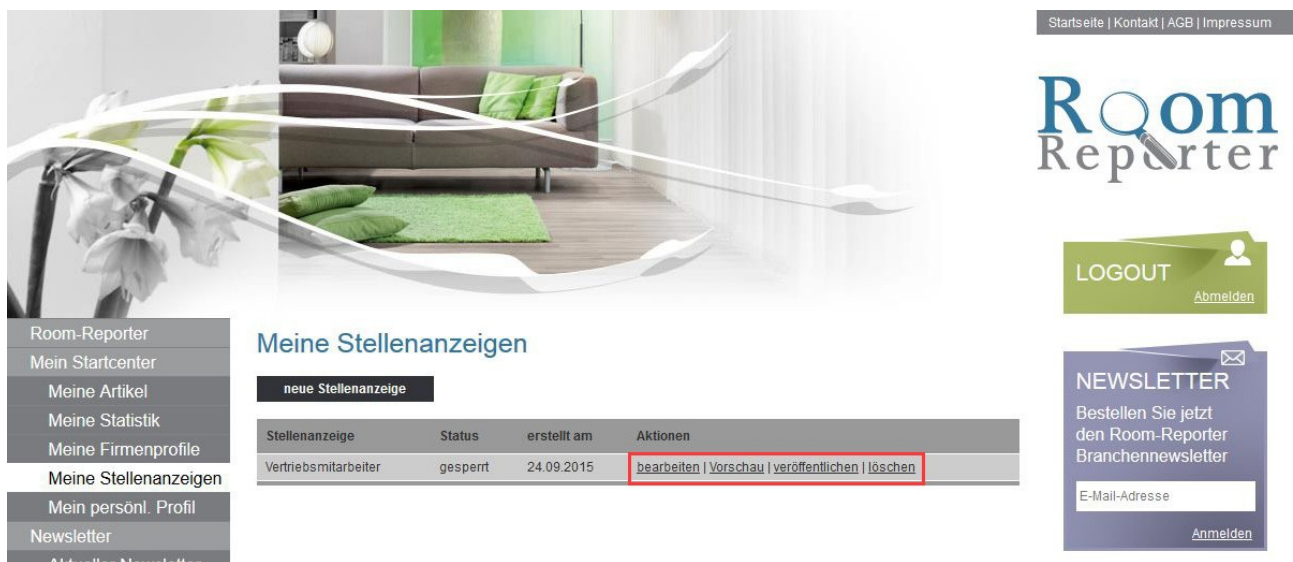 Startseite | Kontakt | AGB | Impressum
Room
Reporter
LOGOUT
Abmelden
Room-Reporter
Mein Startcenter
Meine Artikel
Meine Statistik
Meine Firmenprofile
Meine Stellenanzeigen
Mein persönl. Profil
Newsletter
Meine Stellenanzeigen
neue Stellenanzeige
Stellenanzeige Status erstellt am Aktionen
Vertriebsmitarbeiter gesperrt 24.09.2015 bearbeiten | Vorschau | veröffentlichen | löschen
NEWSLETTER
Bestellen Sie jetzt
den Room-Reporter
Branchennewsletter
E-Mail-Adresse
Anmelden